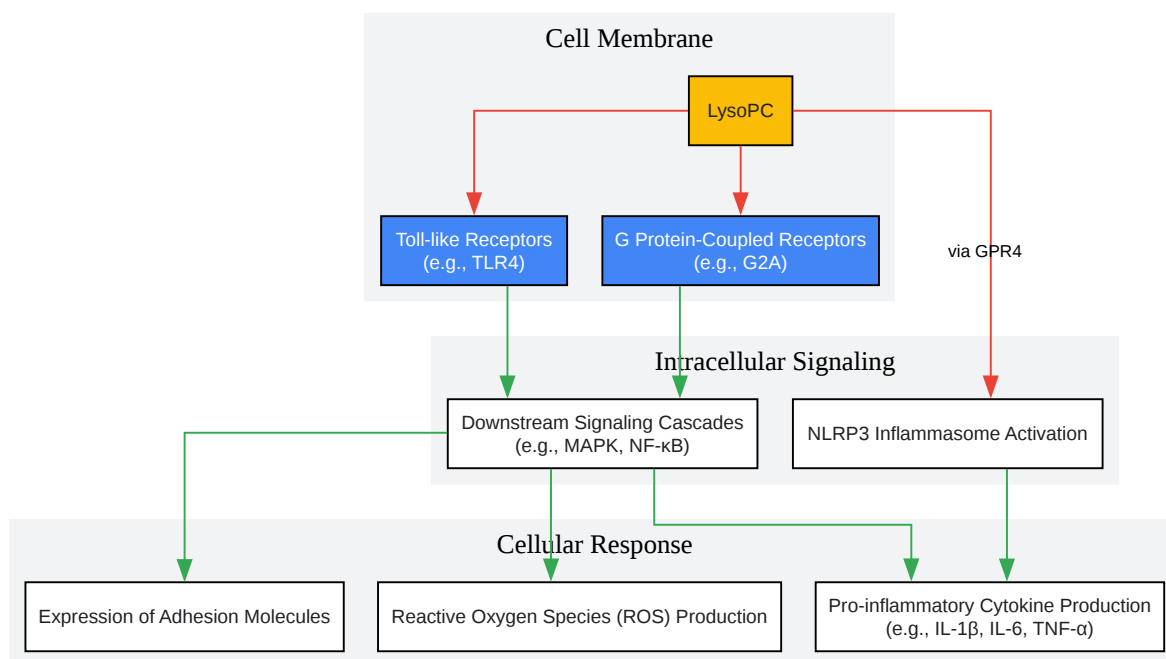 Cell Membrane
LysoPC
Toll-like Receptors
(e.g., TLR4)
G Protein-Coupled Receptors
(e.g., G2A)
via GPR4
Intracellular Signaling
Downstream Signaling Cascades
(e.g., MAPK, NF-κB)
NLRP3 Inflammasome Activation
Cellular Response
Expression of Adhesion Molecules
Reactive Oxygen Species (ROS) Production
Pro-inflammatory Cytokine Production
(e.g., IL-1β, IL-6, TNF-α)